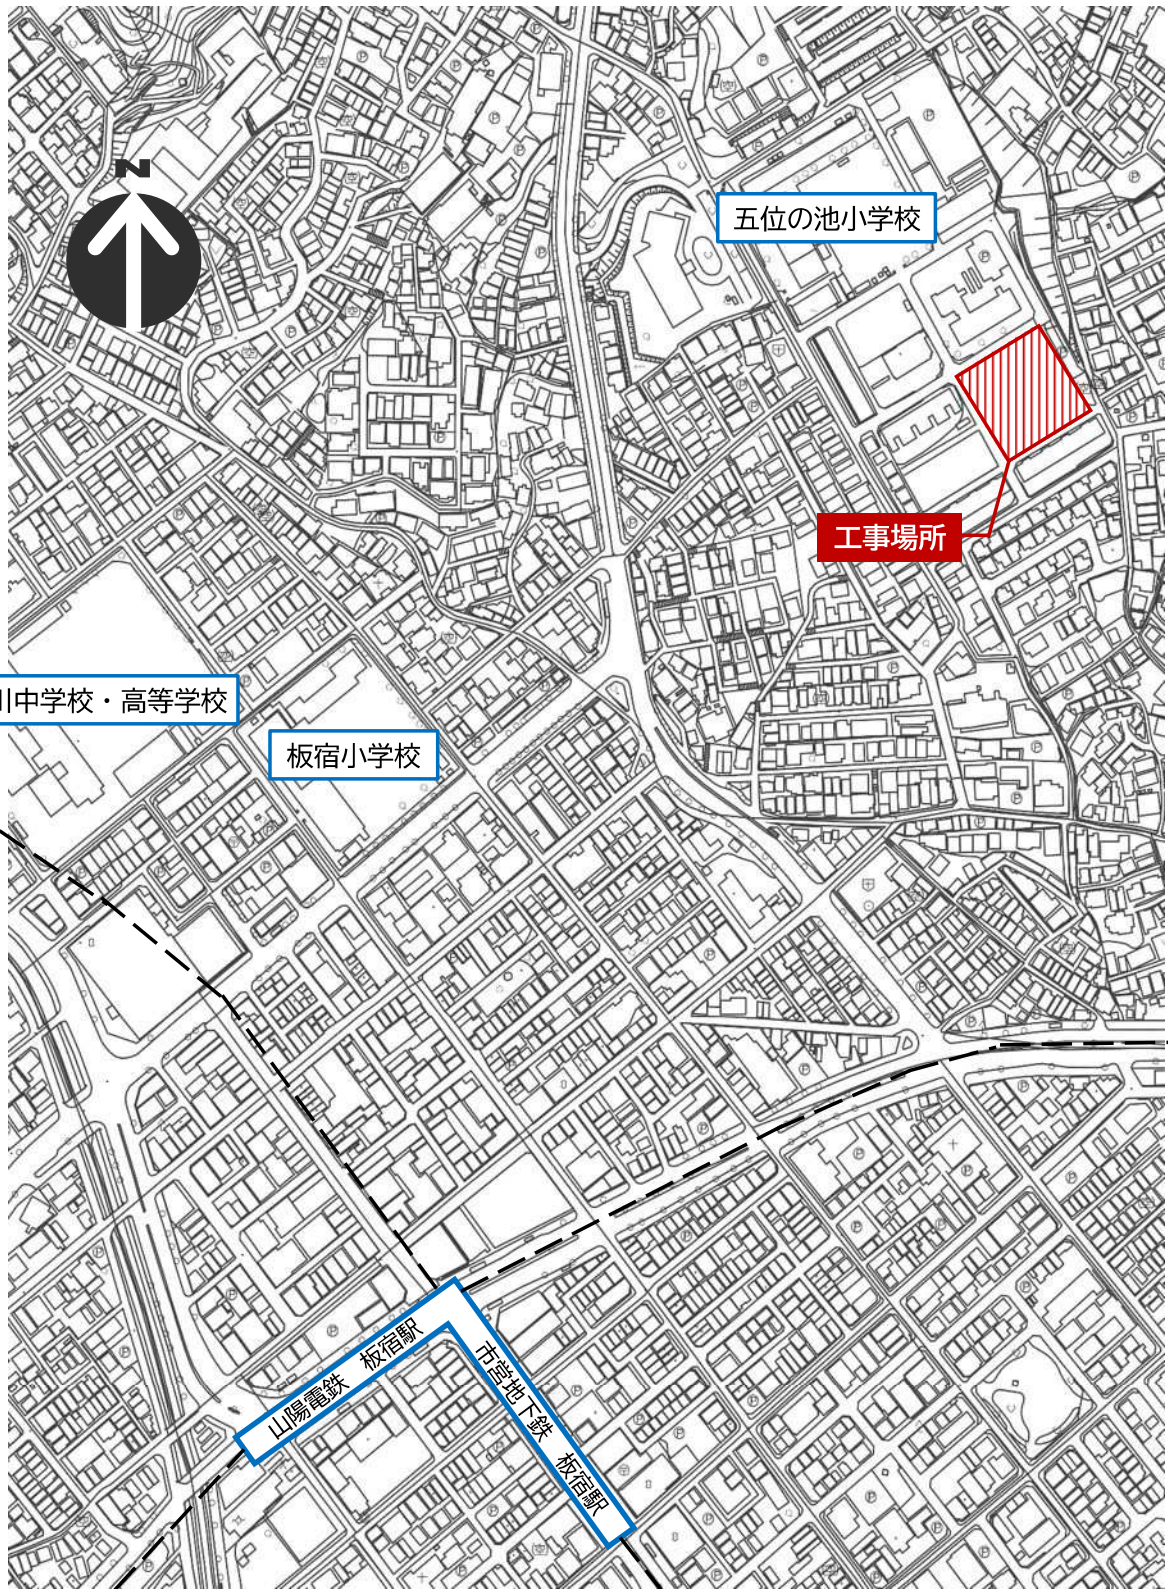 N
五位の池小学校
工事場所
川中学校・高等学校
板宿小学校
山陽電鉄　板宿駅
市営地下鉄　板宿駅